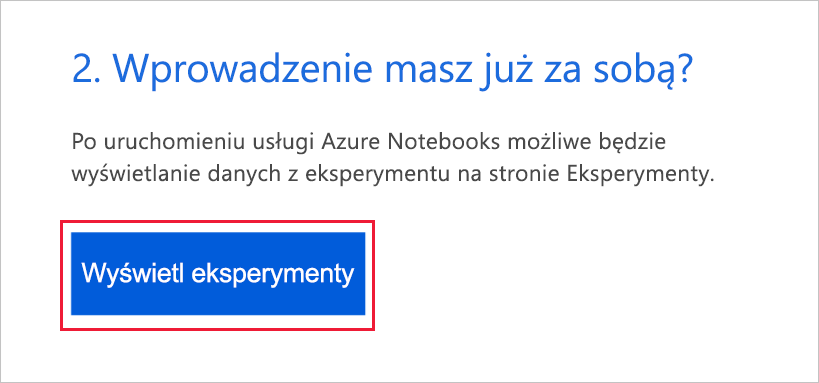 2. Wprowadzenie masz już za sobą?
Po uruchomieniu usługi Azure Notebooks możliwe będzie
wyświetlanie danych z eksperymentu na stronie Eksperymenty.
Wyświetl eksperymenty